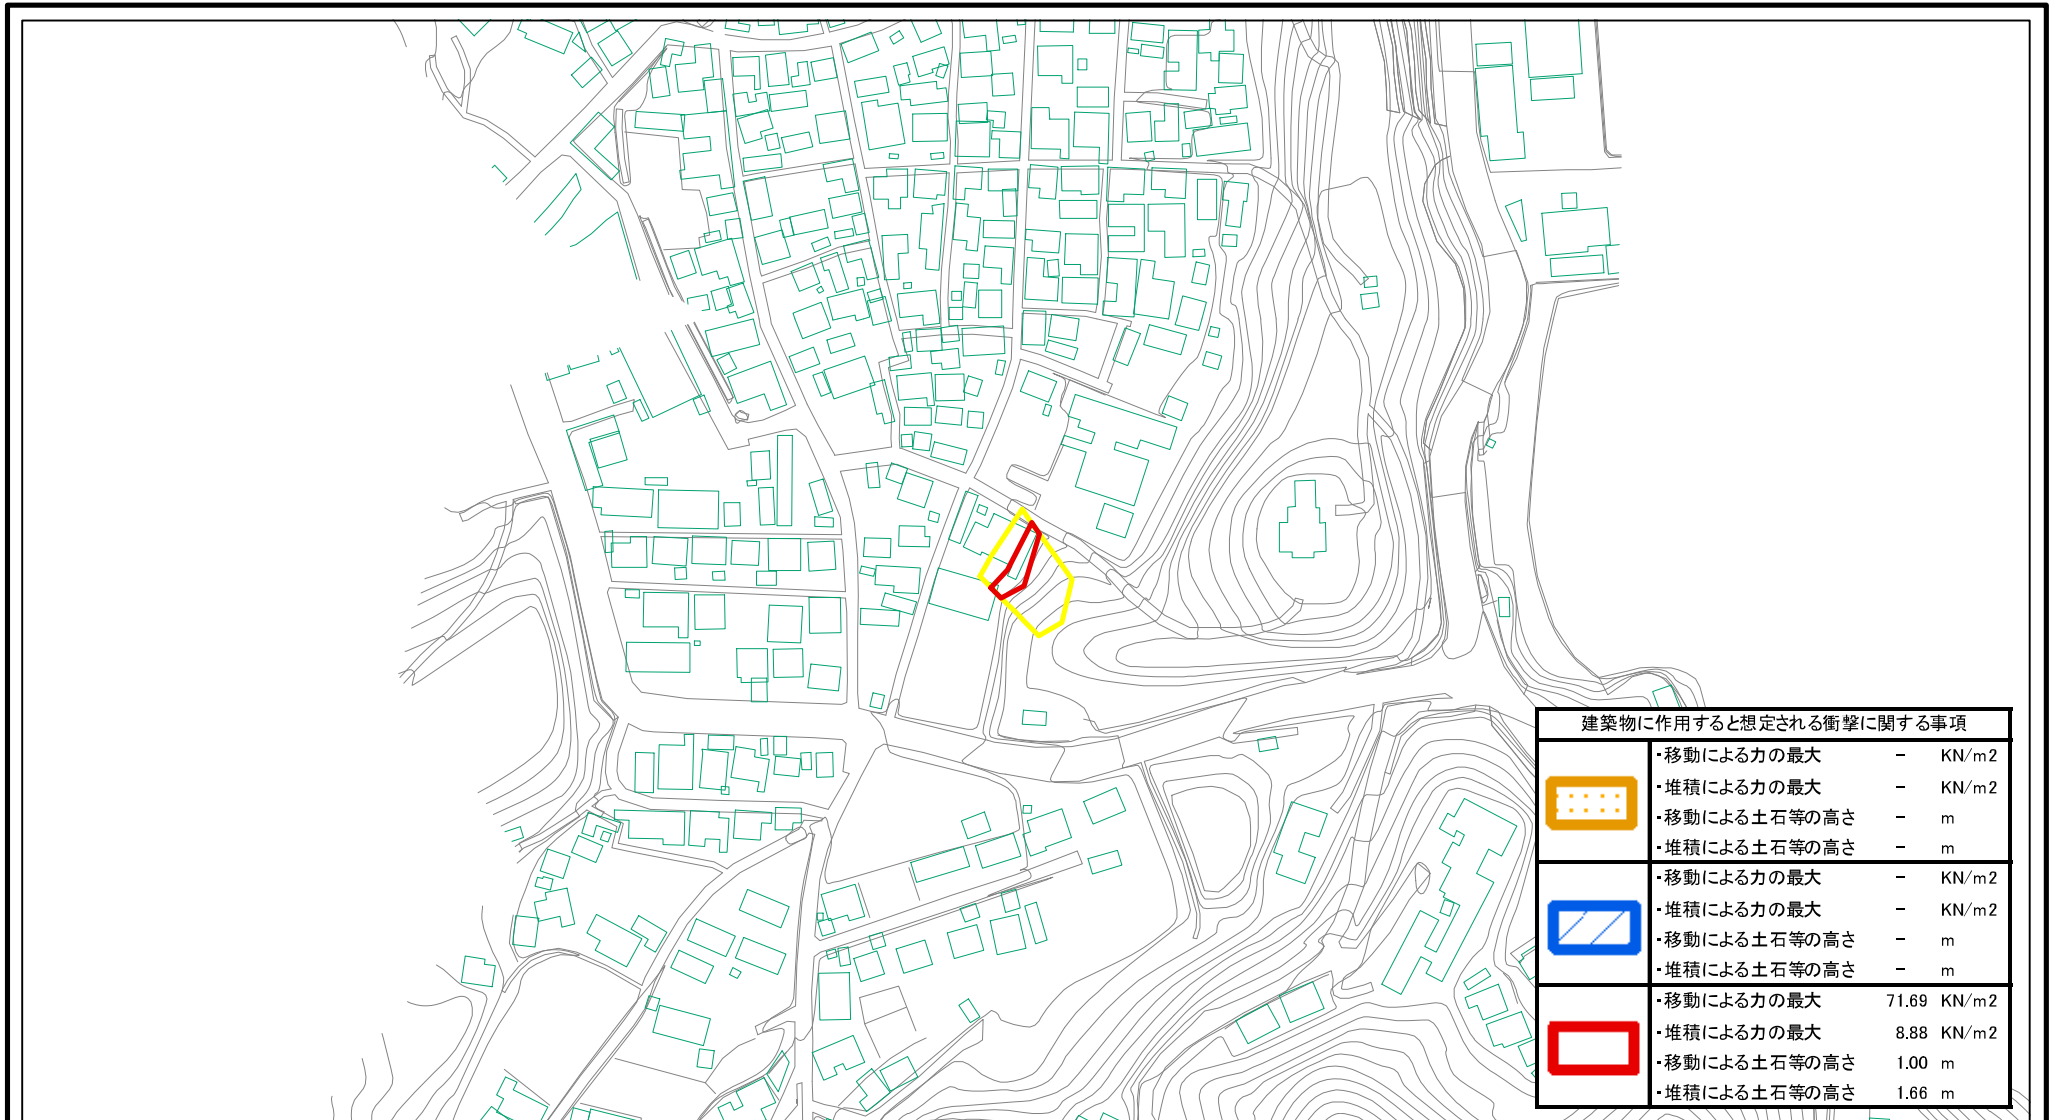 建築物に作用すると想定される衝撃に関する事項
・移動による力の最大 - KN/m2
・堆積による力の最大 - KN/m2
・移動による土石等の高さ - m
・堆積による土石等の高さ - m
・移動による力の最大 - KN/m2
・堆積による力の最大 - KN/m2
・移動による土石等の高さ - m
・堆積による土石等の高さ - m
・移動による力の最大 71.69 KN/m2
・堆積による力の最大 8.88 KN/m2
・移動による土石等の高さ 1.00 m
・堆積による土石等の高さ 1.66 m